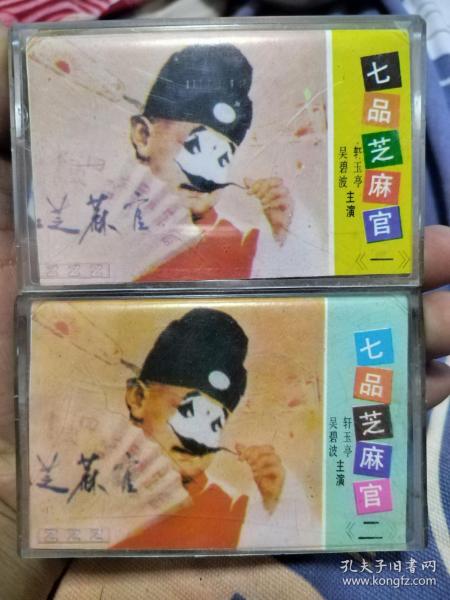 七品芝麻官
《一》
轩玉亭
吴碧波
主演
芝麻官
七品芝麻官
《二》
轩玉亭
吴碧波
主演
芝麻官
孔夫子旧书网
www.kongfz.com